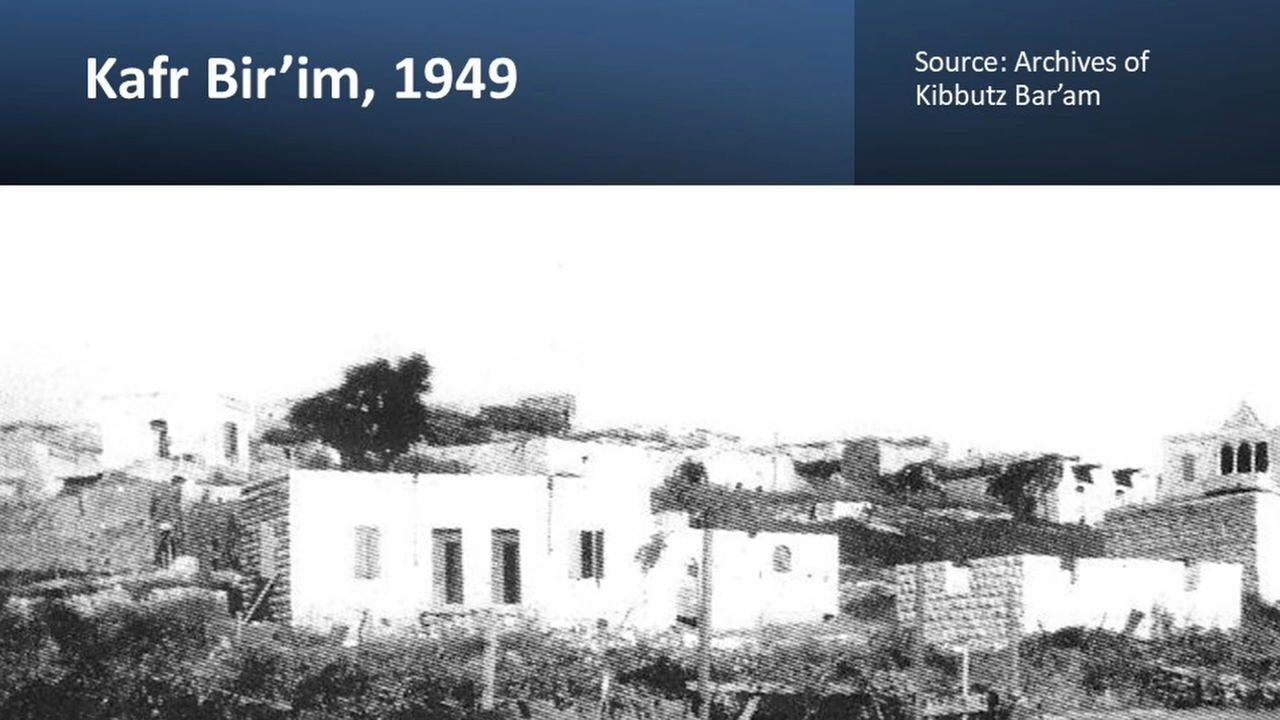 Kafr Bir’im, 1949
Source: Archives of
Kibbutz Bar’am